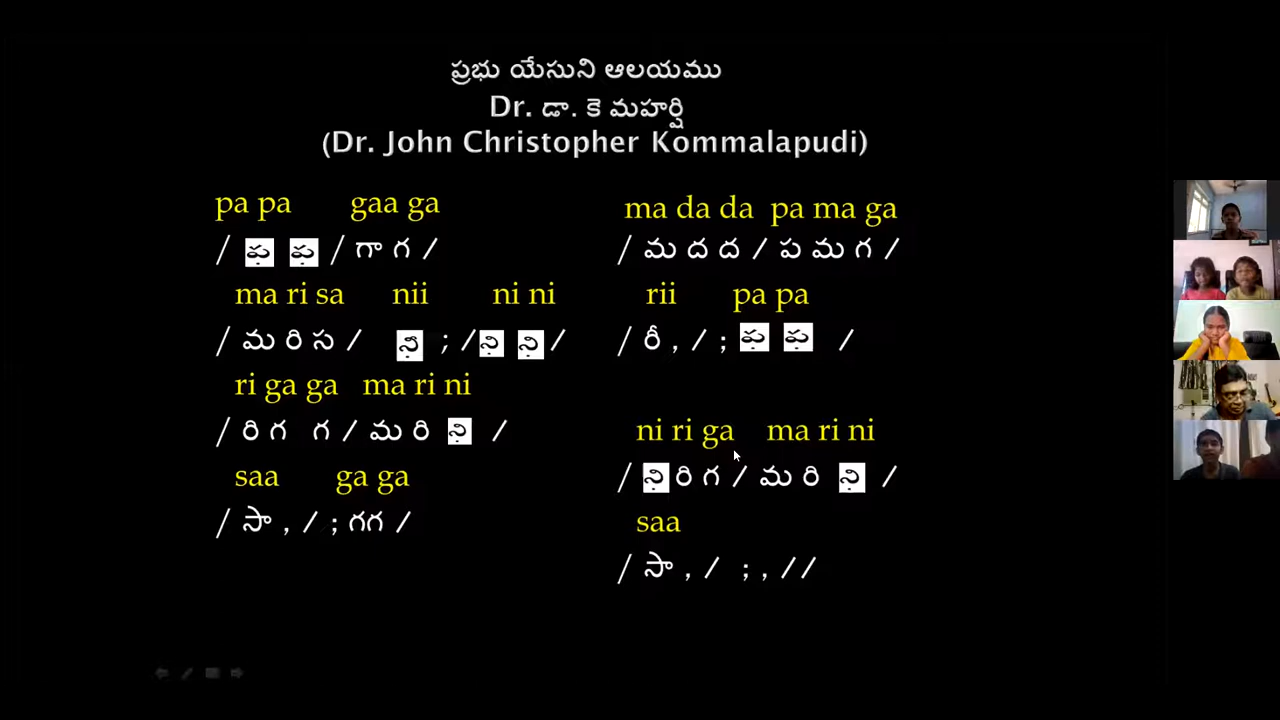 ప్రభు యేసుని ఆలయము
Dr. డా. కె మహర్షి
(Dr. John Christopher Kommalapudi)
pa pa gaa ga
/ ప̣ ప̣ / గా గ /
ma ri sa nii ni ni
/ మ రి స / నీ̣ ; / ని̣ ని̣ /
ri ga ga ma ri ni
/ రి గ గ / మ రి ని̣ /
saa ga ga
/ సా , / ; గగ /
ma da da pa ma ga
/ మ ద ద / ప మ గ /
rii pa pa
/ రీ , / ; ప̣ ప̣ /
ni ri ga ma ri ni
/ ని̣ రి గ / మ రి ని̣ /
saa
/ సా , / ; , //